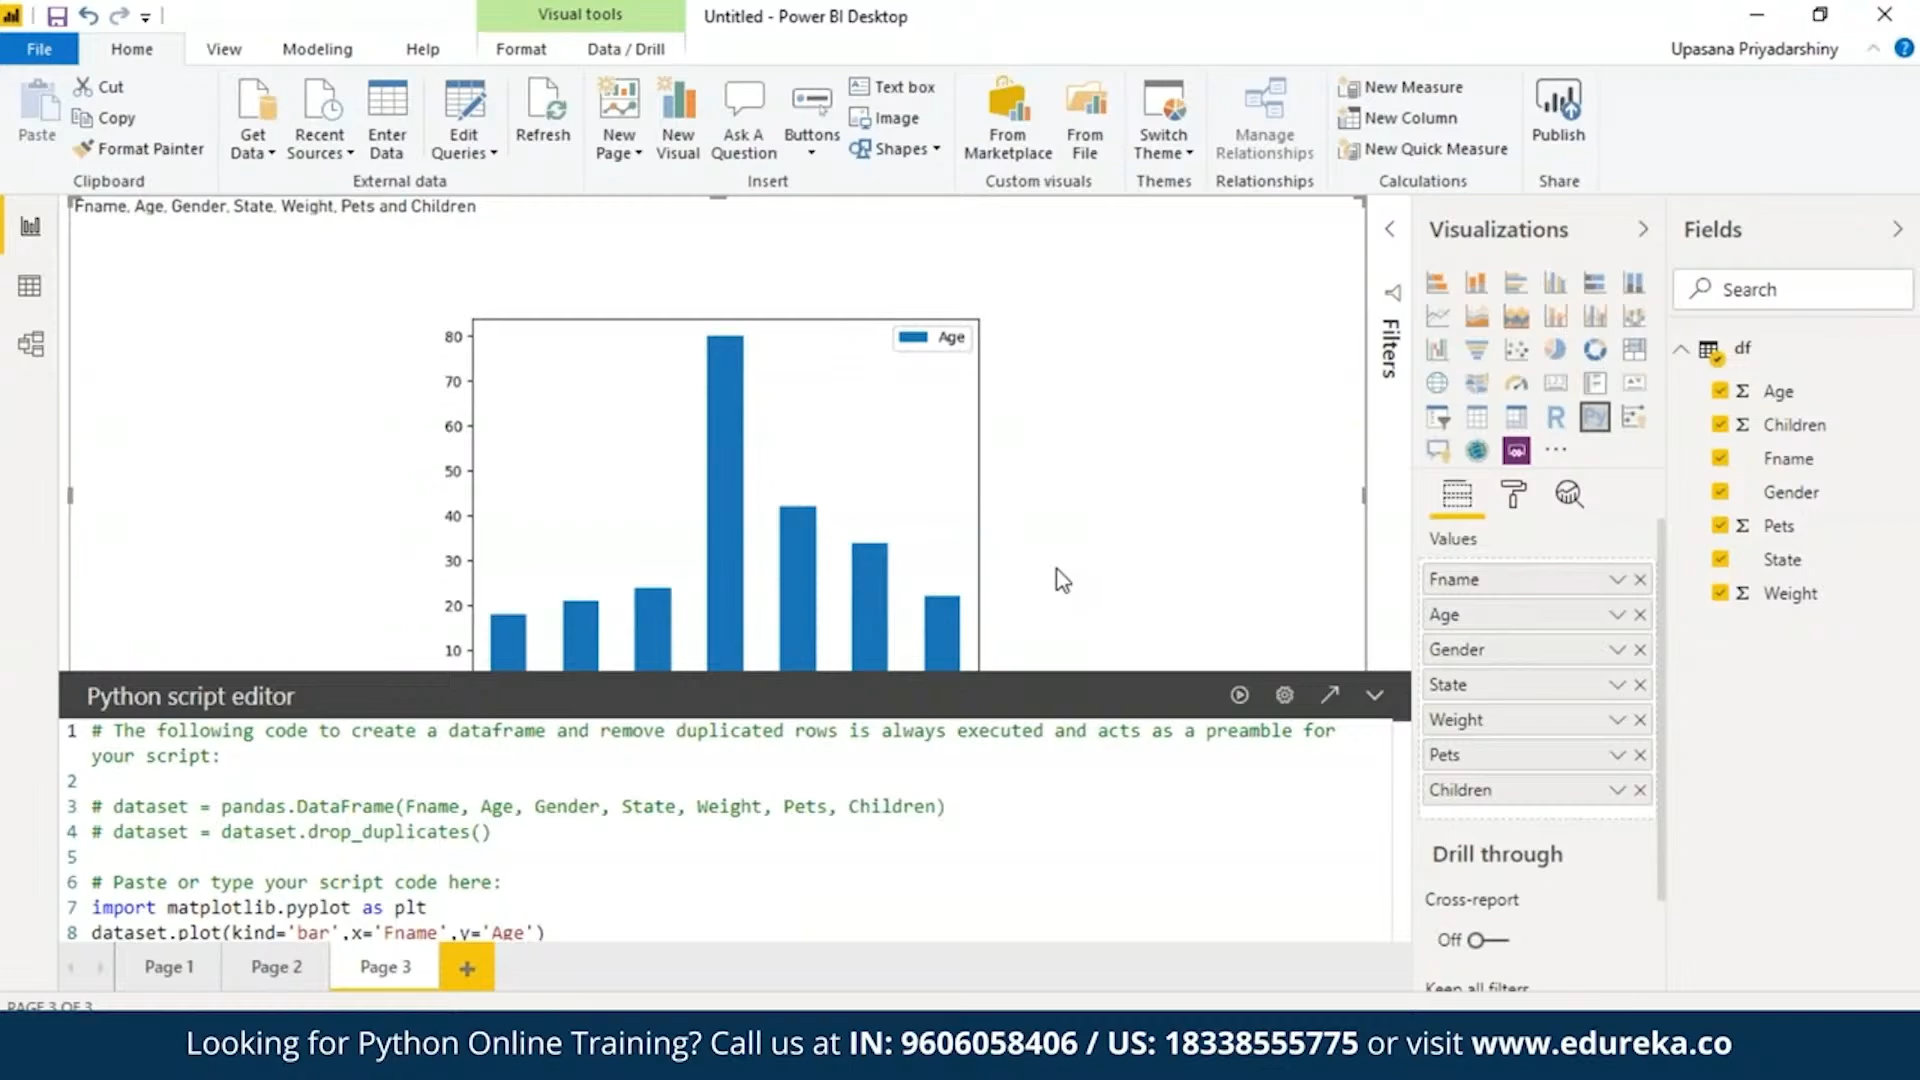 Visual tools
Untitled - Power BI Desktop
File
Home
View
Modeling
Help
Format
Data / Drill
Upasana Priyadarshiny
Paste
Cut
Copy
Format Painter
Clipboard
Get Data
Recent Sources
Enter Data
Edit Queries
Refresh
External data
New Page
New Visual
Ask A Question
Buttons
Text box
Image
Shapes
Insert
From Marketplace
From File
Custom visuals
Switch Theme
Themes
Manage Relationships
Relationships
New Measure
New Column
New Quick Measure
Calculations
Publish
Share
Fname, Age, Gender, State, Weight, Pets and Children
80
70
60
50
40
30
20
10
Age
Filters
Python script editor
1 # The following code to create a dataframe and remove duplicated rows is always executed and acts as a preamble for
your script:
2
3 # dataset = pandas.DataFrame(Fname, Age, Gender, State, Weight, Pets, Children)
4 # dataset = dataset.drop_duplicates()
5
6 # Paste or type your script code here:
7 import matplotlib.pyplot as plt
8 dataset.plot(kind='bar',x='Fname',y='Age')
Page 1
Page 2
Page 3
+
PAGE 3 OF 3
Visualizations
R
Py
Values
Fname
Age
Gender
State
Weight
Pets
Children
Drill through
Cross-report
Off
Keep all filters
Fields
Search
df
Age
Children
Fname
Gender
Pets
State
Weight
Looking for Python Online Training? Call us at IN: 9606058406 / US: 18338555775 or visit www.edureka.co